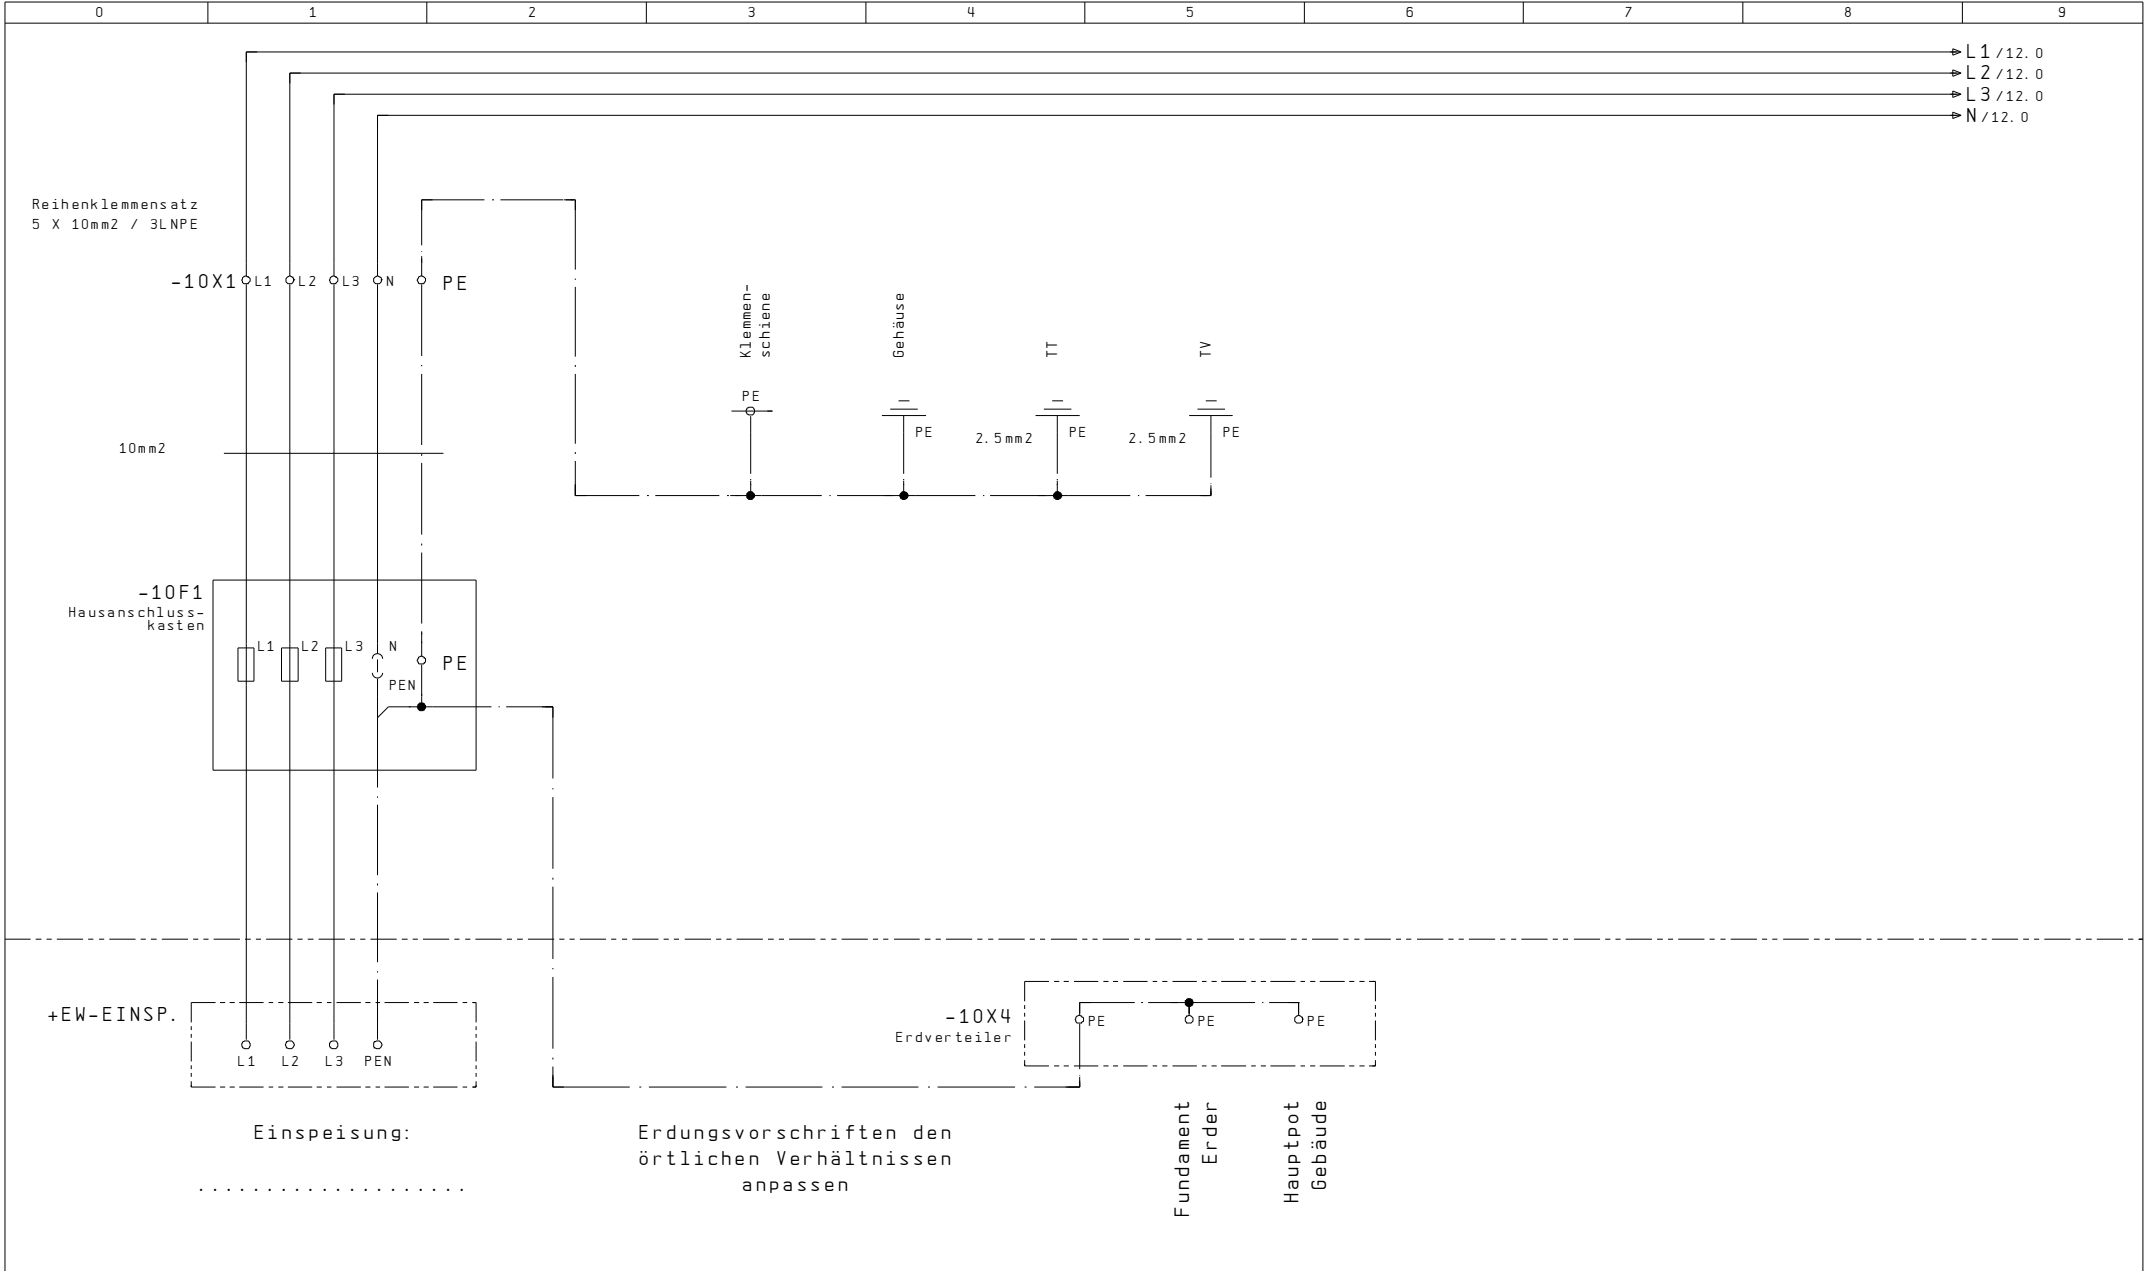 0 1 2 3 4 5 6 7 8 9
L1/12.0
L2/12.0
L3/12.0
N/12.0
Reihenklemmensatz
5 X 10mm2 / 3LNPE
-10X1 L1 L2 L3 N PE
Klemmen-
schiene
Gehäuse
TT
TV
PE
PE
2.5mm2 PE
2.5mm2 PE
10mm2
-10F1
Hausanschluss-
kasten
L1 L2 L3 N PE
PEN
+EW-EINSP.
L1 L2 L3 PEN
-10X4
Erdverteiler
PE PE PE
Einspeisung:
....................
Erdungsvorschriften den
örtlichen Verhältnissen
anpassen
Fundament
Erder
Hauptpot
Gebäude